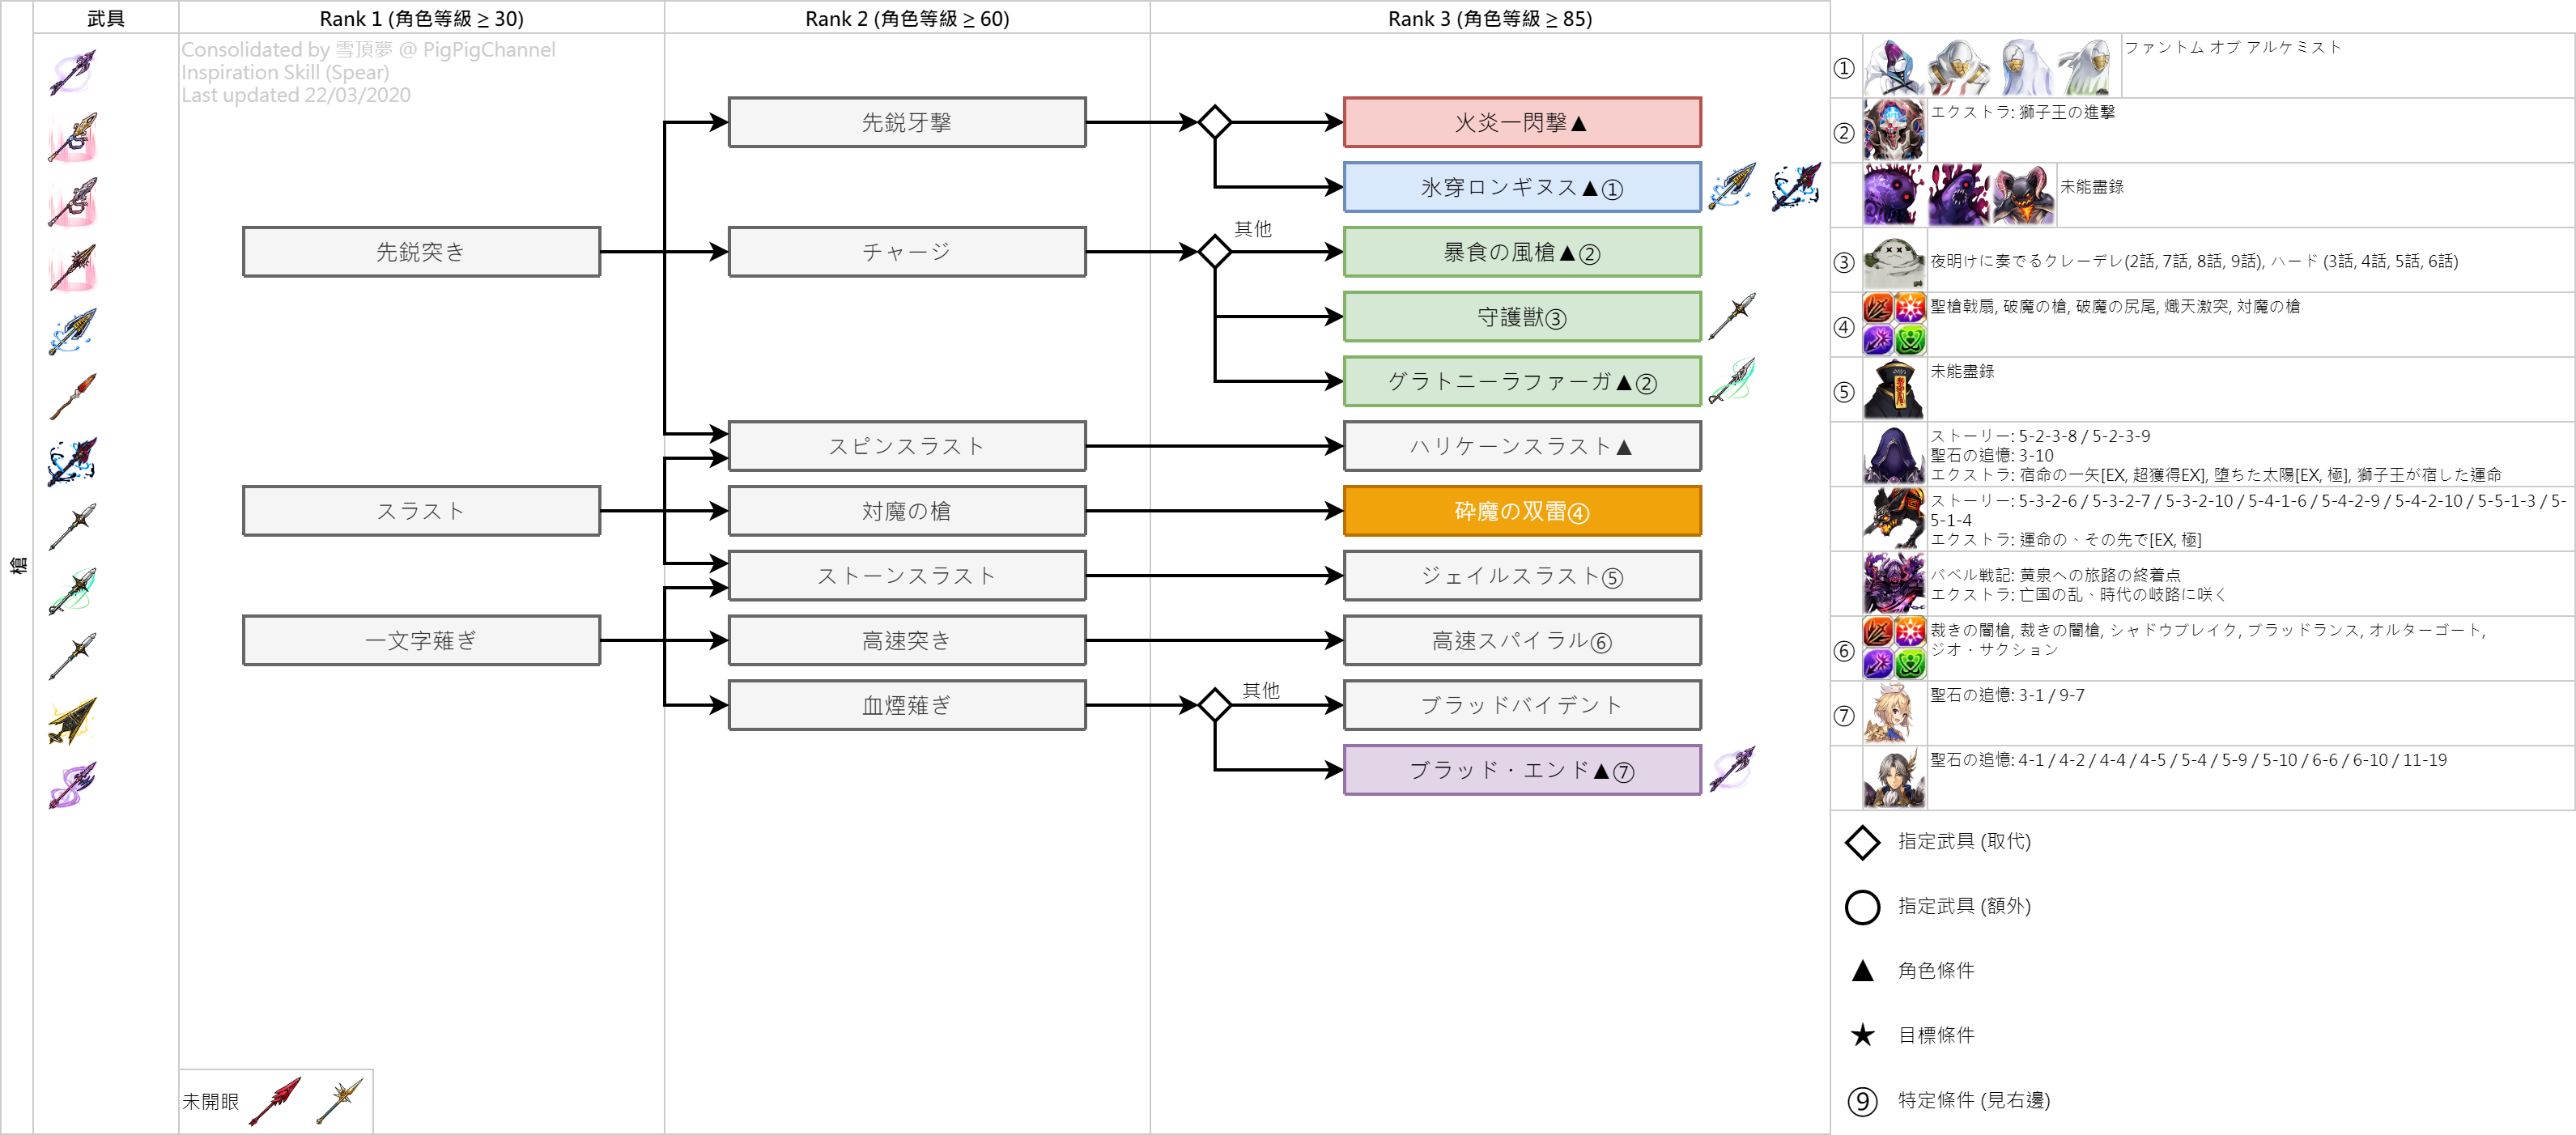 武具
Rank 1 (角色等級 ≥ 30)
Rank 2 (角色等級 ≥ 60)
Rank 3 (角色等級 ≥ 85)
Consolidated by 雪頂夢 @ PigPigChannel
Inspiration Skill (Spear)
Last updated 22/03/2020
槍
先鋭突き
スラスト
一文字薙ぎ
先鋭牙撃
チャージ
スピンスラスト
対魔の槍
ストーンスラスト
高速突き
血煙薙ぎ
火炎一閃撃▲
氷穿ロンギヌス▲①
其他
暴食の風槍▲②
守護獣③
グラトニーラファーガ▲②
ハリケーンスラスト▲
砕魔の双雷④
ジェイルスラスト⑤
高速スパイラル⑥
其他
ブラッドバイデント
ブラッド・エンド▲⑦
未開眼
①
ファントム オブ アルケミスト
②
エクストラ: 獅子王の進撃
未能盡錄
③
夜明けに奏でるクレーデレ(2話, 7話, 8話, 9話), ハード (3話, 4話, 5話, 6話)
④
聖槍戟扇, 破魔の槍, 破魔の尻尾, 熾天激突, 対魔の槍
⑤
未能盡錄
ストーリー: 5-2-3-8 / 5-2-3-9
聖石の追憶: 3-10
エクストラ: 宿命の一矢[EX, 超獲得EX], 堕ちた太陽[EX, 極], 獅子王が宿した運命
ストーリー: 5-3-2-6 / 5-3-2-7 / 5-3-2-10 / 5-4-1-6 / 5-4-2-9 / 5-4-2-10 / 5-5-1-3 / 5-
5-1-4
エクストラ: 運命の、その先で[EX, 極]
バベル戦記: 黄泉への旅路の終着点
エクストラ: 亡国の乱、時代の岐路に咲く
⑥
裁きの闇槍, 裁きの闇槍, シャドウブレイク, ブラッドランス, オルターゴート,
ジオ・サクション
⑦
聖石の追憶: 3-1 / 9-7
聖石の追憶: 4-1 / 4-2 / 4-4 / 4-5 / 5-4 / 5-9 / 5-10 / 6-6 / 6-10 / 11-19
指定武具 (取代)
指定武具 (額外)
▲ 角色條件
★ 目標條件
⑨ 特定條件 (見右邊)